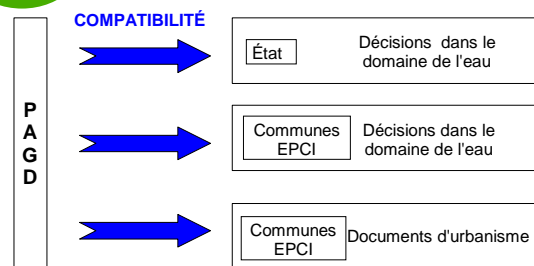 COMPATIBILITÉ
P
A
G
D
État
Décisions dans le
domaine de l'eau
Communes
EPCI
Décisions dans le
domaine de l'eau
Communes
EPCI
Documents d'urbanisme